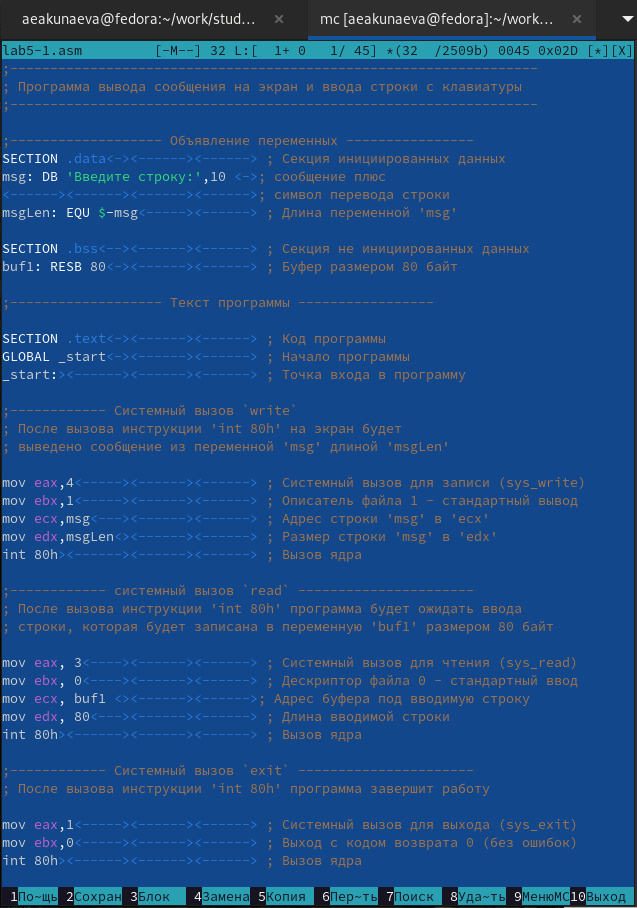 aeakunaeva@fedora:~/work/stud... × mc [aeakunaeva@fedora]:~/work... ×
lab5-1.asm [-M--] 32 L:[ 1+ 0 1/ 45] *(32 /2509b) 0045 0x02D [*][X]
;----------------------------------------------------------------------
; Программа вывода сообщения на экран и ввода строки с клавиатуры
;----------------------------------------------------------------------
;-------------------- Объявление переменных -----------------
SECTION .data<-><------><------> ; Секция инициированных данных
msg: DB 'Введите строку:',10 <->; сообщение плюс
<------><------><------><------>; символ перевода строки
msgLen: EQU $-msg<-----><------> ; Длина переменной 'msg'
SECTION .bss<--><------><------> ; Секция не инициированных данных
buf1: RESB 80<-><------><------> ; Буфер размером 80 байт
;-------------------- Текст программы ------------------
SECTION .text<-><------><------> ; Код программы
GLOBAL _start<-><------><------> ; Начало программы
_start:><------><------><------> ; Точка входа в программу
;------------ Системный вызов `write`
; После вызова инструкции 'int 80h' на экран будет
; выведено сообщение из переменной 'msg' длиной 'msgLen'
mov eax,4<-----><------><------> ; Системный вызов для записи (sys_write)
mov ebx,1<-----><------><------> ; Описатель файла 1 - стандартный вывод
mov ecx,msg<---><------><------> ; Адрес строки 'msg' в 'ecx'
mov edx,msgLen<><------><------> ; Размер строки 'msg' в 'edx'
int 80h><------><------><------> ; Вызов ядра
;------------ системный вызов `read` -----------------------
; После вызова инструкции 'int 80h' программа будет ожидать ввода
; строки, которая будет записана в переменную 'buf1' размером 80 байт
mov eax, 3<----><------><------> ; Системный вызов для чтения (sys_read)
mov ebx, 0<----><------><------> ; Дескриптор файла 0 - стандартный ввод
mov ecx, buf1 <><------><------>; Адрес буфера под вводимую строку
mov edx, 80<---><------><------> ; Длина вводимой строки
int 80h><------><------><------> ; Вызов ядра
;------------ Системный вызов `exit` -----------------------
; После вызова инструкции 'int 80h' программа завершит работу
mov eax,1<-----><------><------> ; Системный вызов для выхода (sys_exit)
mov ebx,0<-----><------><------> ; Выход с кодом возврата 0 (без ошибок)
int 80h><------><------><------> ; Вызов ядра
1По~щь 2Сохран 3Блок 4Замена 5Копия 6Пер~ть 7Поиск 8Уда~ть 9МенюMC 10Выход